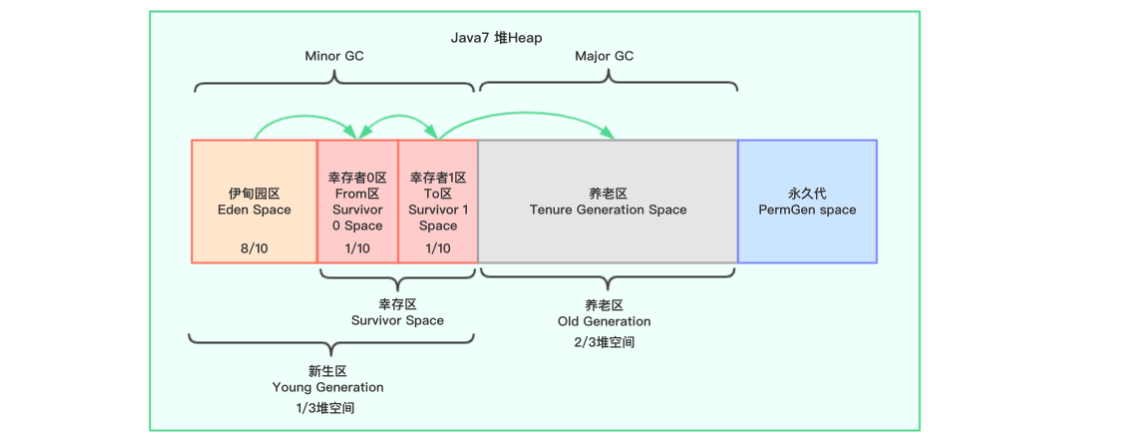 Java7 堆Heap
Minor GC
Major GC
伊甸园区
Eden Space
8/10
幸存者0区
From区
Survivor
0 Space
1/10
幸存者1区
To区
Survivor 1
Space
1/10
养老区
Tenure Generation Space
永久代
PermGen space
幸存区
Survivor Space
养老区
Old Generation
2/3堆空间
新生区
Young Generation
1/3堆空间